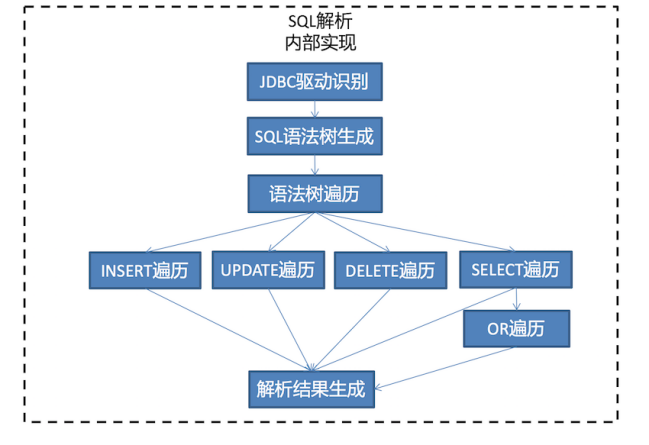 SQL解析
内部实现
JDBC驱动识别
SQL语法树生成
语法树遍历
INSERT遍历
UPDATE遍历
DELETE遍历
SELECT遍历
OR遍历
解析结果生成